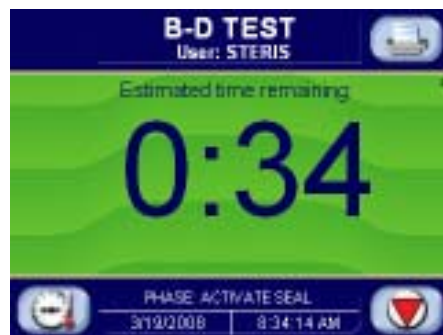 B-D TEST
User: STERIS
Estimated time remaining
0:34
PHASE: ACTIVATE SEAL
3/19/2008 8:34:14 AM